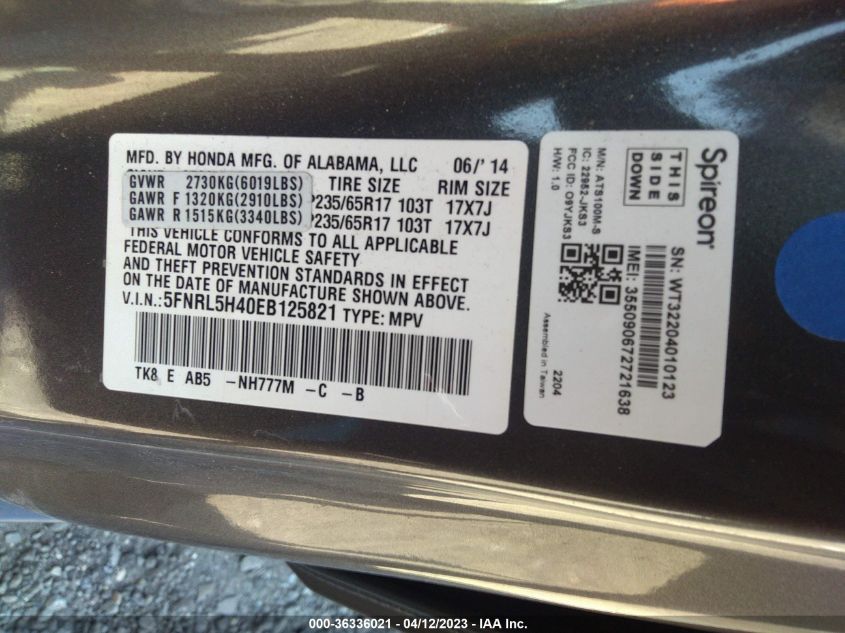 MFD. BY HONDA MFG. OF ALABAMA, LLC 06/'14
GVWR 2730KG(6019LBS) TIRE SIZE RIM SIZE
GAWR F 1320KG(2910LBS) P235/65R17 103T 17X7J
GAWR R 1515KG(3340LBS) P235/65R17 103T 17X7J
THIS VEHICLE CONFORMS TO ALL APPLICABLE
FEDERAL MOTOR VEHICLE SAFETY
AND THEFT PREVENTION STANDARDS IN EFFECT
ON THE DATE OF MANUFACTURE SHOWN ABOVE.
V.I.N.:5FNRL5H40EB125821 TYPE: MPV
TK8 E AB5 -NH777M -C -B
Spireon®
THIS
SIDE
DOWN
M/N: ATS100M-S
IC: 22952-JKS3
FCC ID: O9YJKS3
H/W: 1.0
SN: WT32204010123
IMEI: 355090672721638
Assembled in Taiwan
2204
000-36336021 - 04/12/2023 - IAA Inc.